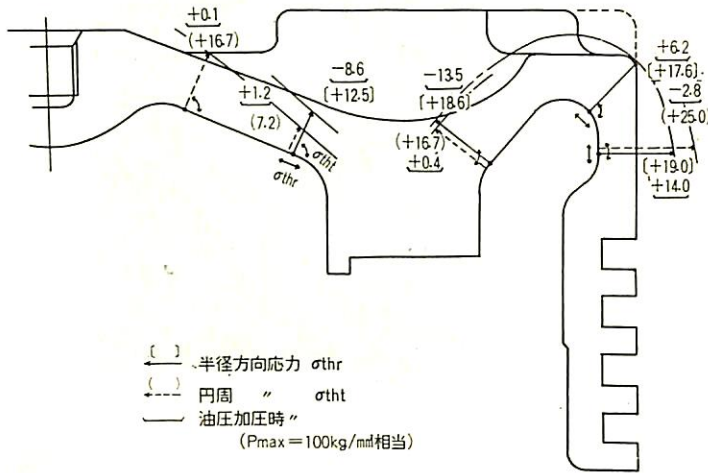 +0.1
(+16.7)
+1.2
(7.2)
σthr
σtht
−8.6
[+12.5]
−13.5
[+18.6]
(+16.7)
+0.4
+6.2
[+17.6]
−2.8
(+25.0)
[+19.0]
+14.0
[ ] 半径方向応力 σthr
( ) 円周 〃 σtht
油圧加圧時 〃
(Pmax=100kg/㎟相当)